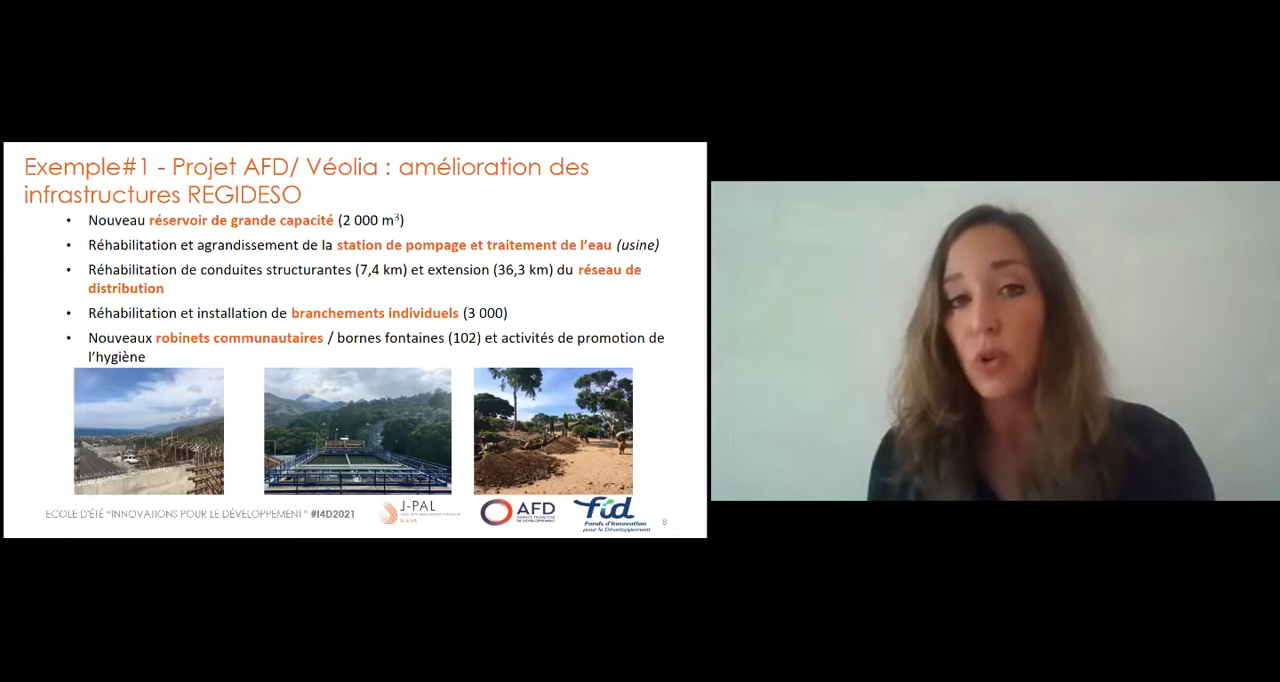 Exemple#1 - Projet AFD/ Véolia : amélioration des
infrastructures REGIDESO
• Nouveau réservoir de grande capacité (2 000 m³)
• Réhabilitation et agrandissement de la station de pompage et traitement de l’eau (usine)
• Réhabilitation de conduites structurantes (7,4 km) et extension (36,3 km) du réseau de
distribution
• Réhabilitation et installation de branchements individuels (3 000)
• Nouveaux robinets communautaires / bornes fontaines (102) et activités de promotion de
l’hygiène
ECOLE D’ÉTÉ “INNOVATIONS POUR LE DÉVELOPPEMENT” #I4D2021
J-PAL
AFD
AGENCE FRANÇAISE
DE DÉVELOPPEMENT
fid
Fonds d’Innovation
pour le Développement
8